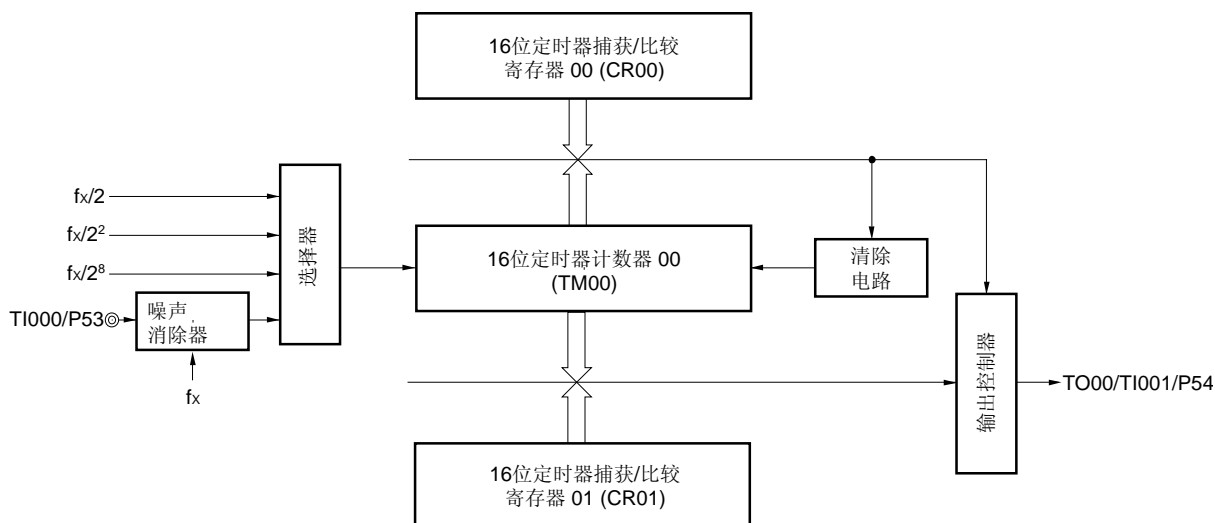 16位定时器捕获/比较
寄存器 00 (CR00)
fx/2
fx/2²
fx/2⁸
TI000/P53
噪声
消除器
fx
选择器
16位定时器计数器 00
(TM00)
清除
电路
输出控制器
TO00/TI001/P54
16位定时器捕获/比较
寄存器 01 (CR01)